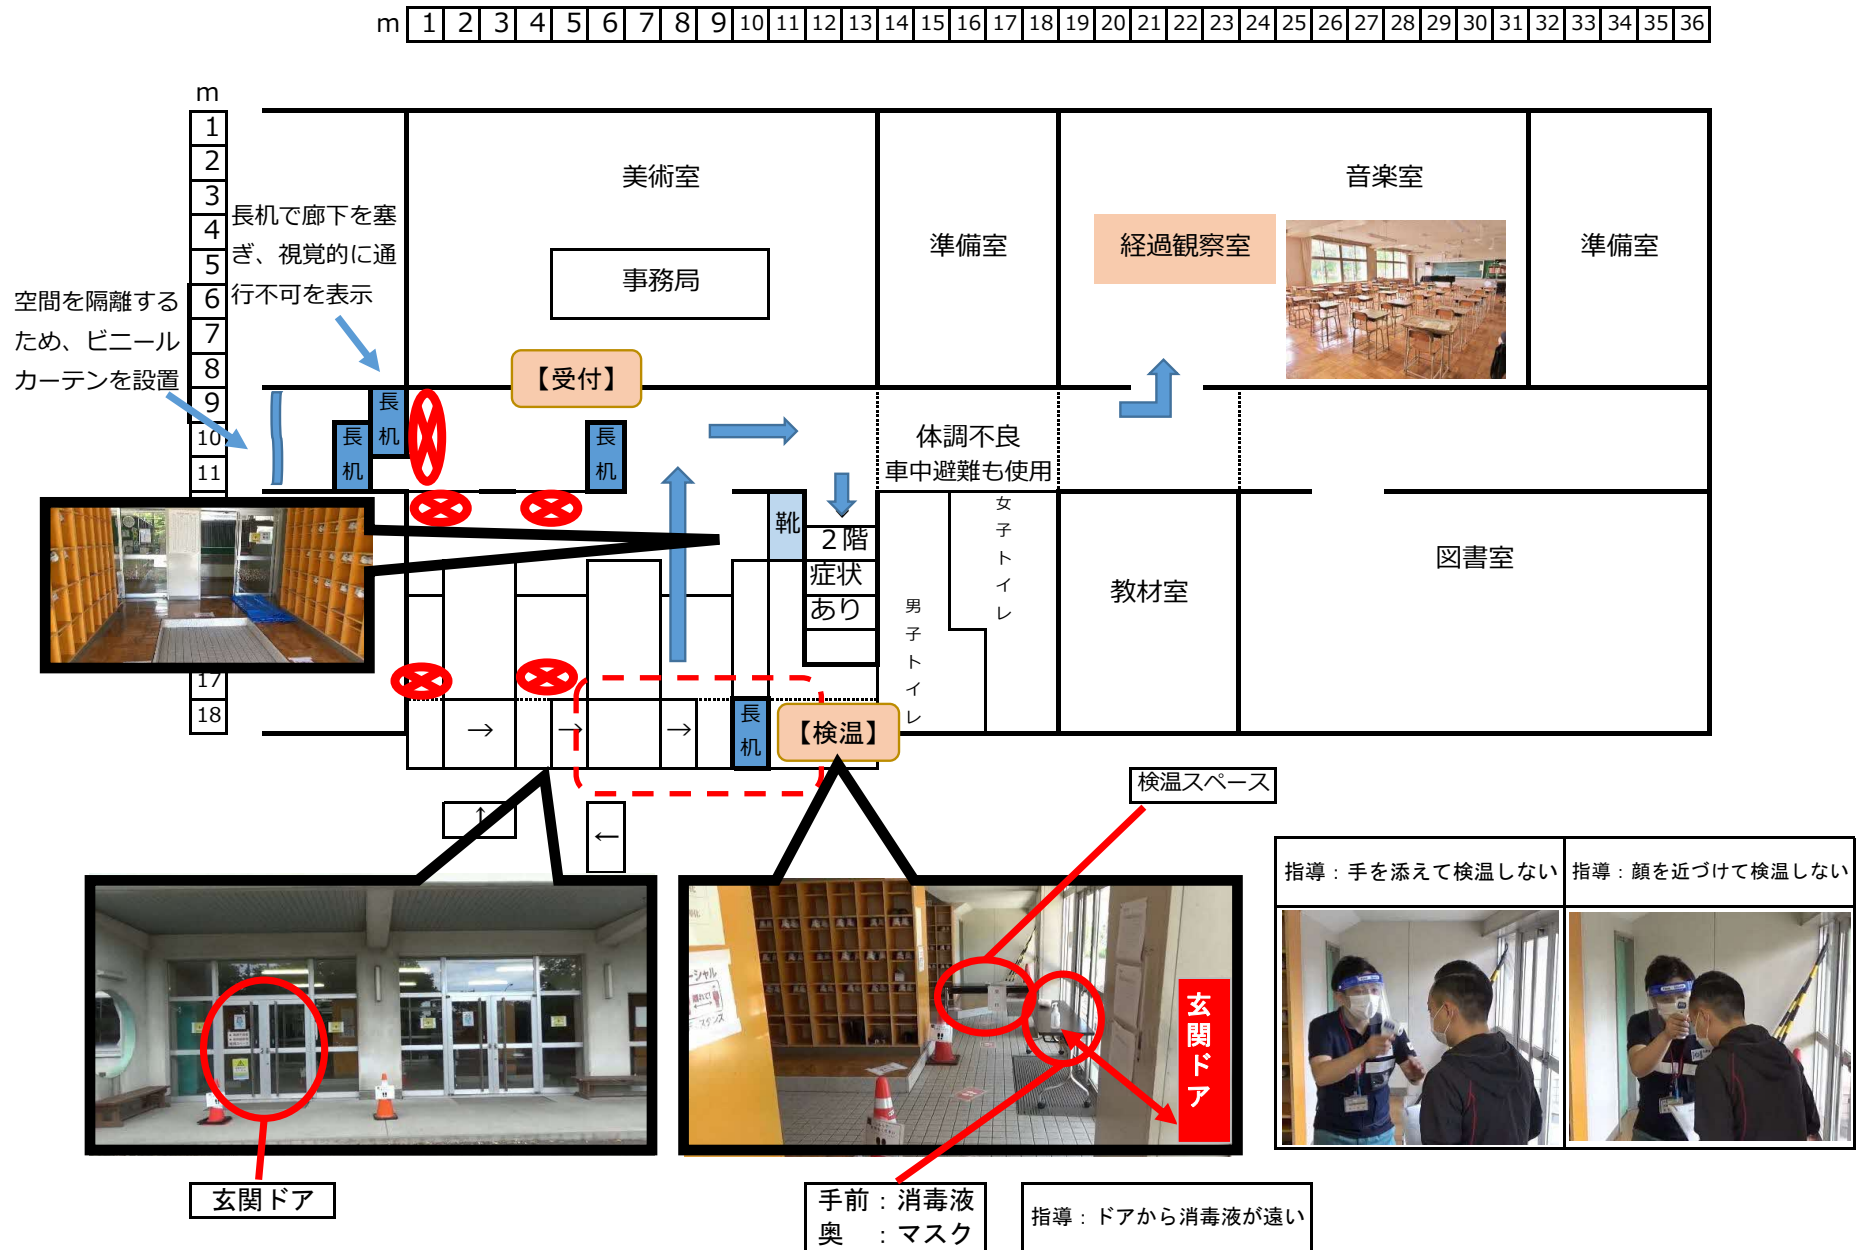 m 1 2 3 4 5 6 7 8 9 10 11 12 13 14 15 16 17 18 19 20 21 22 23 24 25 26 27 28 29 30 31 32 33 34 35 36
m
1
2
3
4
5
6
7
8
9
10
11
17
18
長机で廊下を塞
ぎ、視覚的に通
行不可を表示
空間を隔離する
ため、ビニール
カーテンを設置
美術室
事務局
準備室
音楽室
経過観察室
準備室
【受付】
長机
長机
長机
体調不良
車中避難も使用
靴
2階
症状
あり
女子トイレ
男子トイレ
教材室
図書室
→
→
→
長机
【検温】
↑
←
検温スペース
指導：手を添えて検温しない
指導：顔を近づけて検温しない
玄関ドア
玄関ドア
手前：消毒液
奥　：マスク
指導：ドアから消毒液が遠い